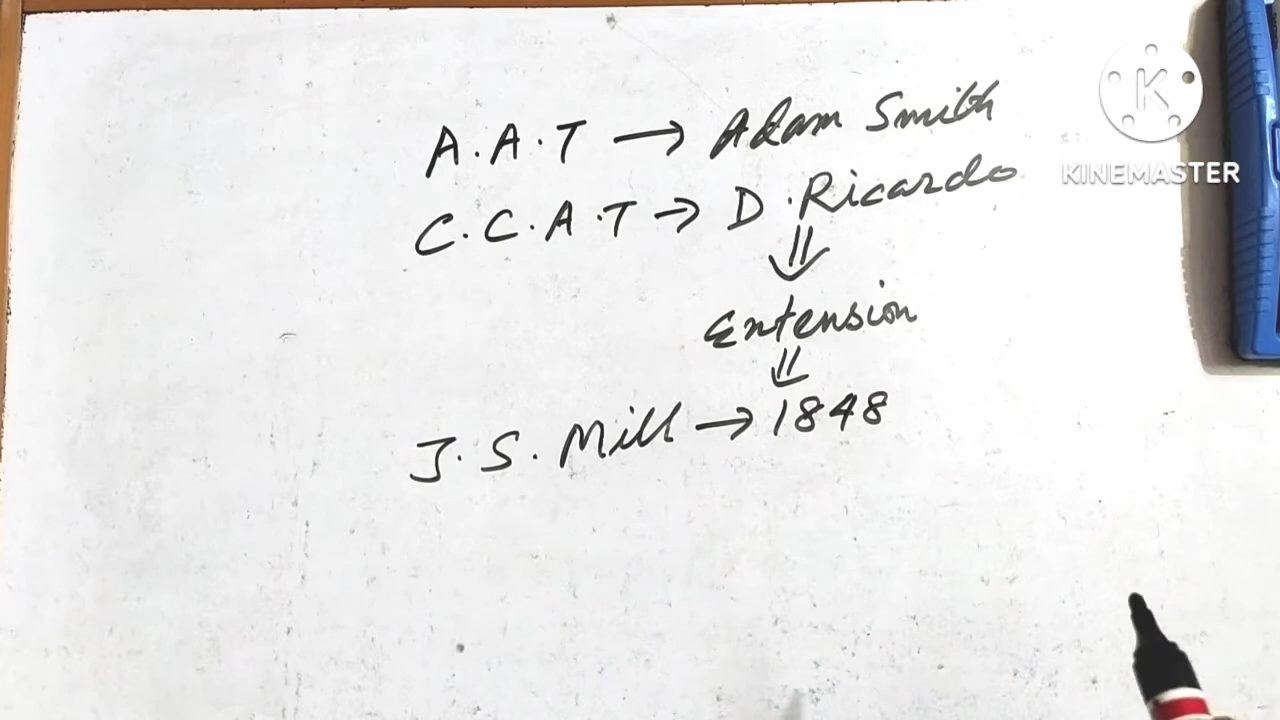 A.A.T → Adam Smith
C.C.A.T → D.Ricardo
⇓
Extension
⇓
J.S. Mill → 1848
K
KINEMASTER